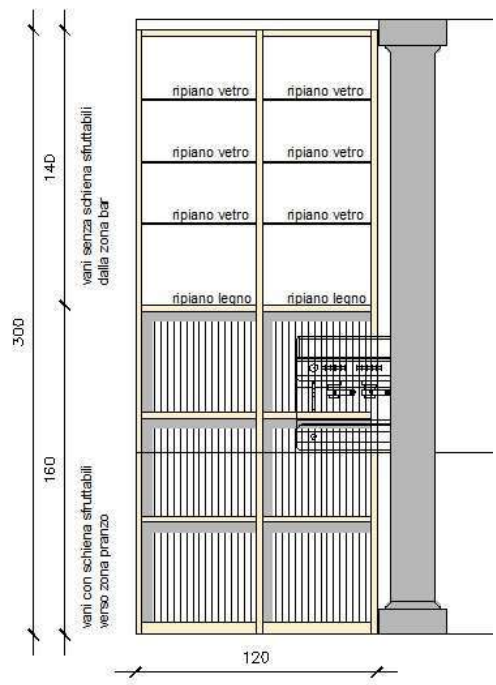 ripiano vetro ripiano vetro
ripiano vetro ripiano vetro
ripiano vetro ripiano vetro
ripiano legno ripiano legno
300
140
vani senza schiena sfruttabili
dalla zona bar
160
vani con schiena sfruttabili
verso zona pranzo
120